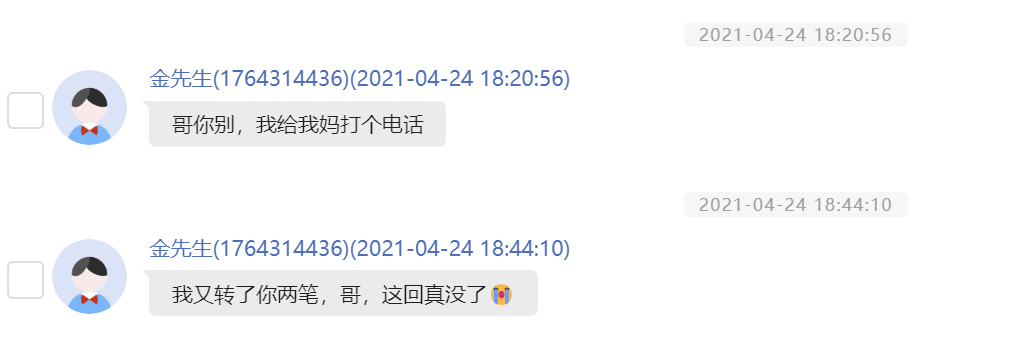 2021-04-24 18:20:56
金先生(1764314436)(2021-04-24 18:20:56)
哥你别，我给我妈打个电话
2021-04-24 18:44:10
金先生(1764314436)(2021-04-24 18:44:10)
我又转了你两笔，哥，这回真没了😭